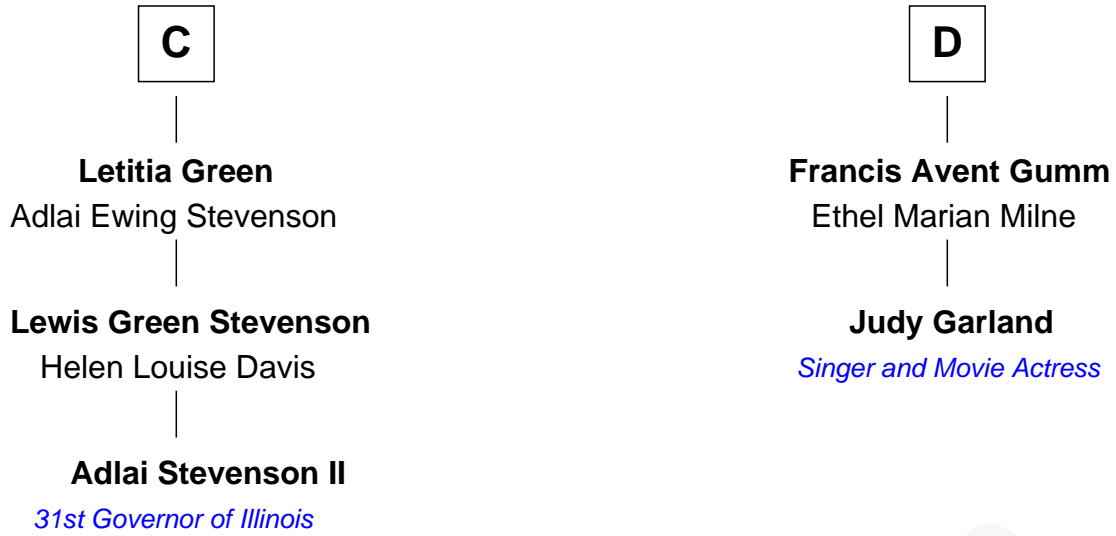 C
Letitia Green
Adlai Ewing Stevenson
Lewis Green Stevenson
Helen Louise Davis
Adlai Stevenson II
31st Governor of Illinois
D
Francis Avent Gumm
Ethel Marian Milne
Judy Garland
Singer and Movie Actress